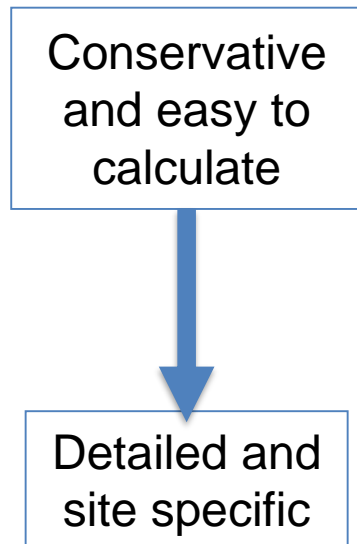 Conservative
and easy to
calculate
Detailed and
site specific